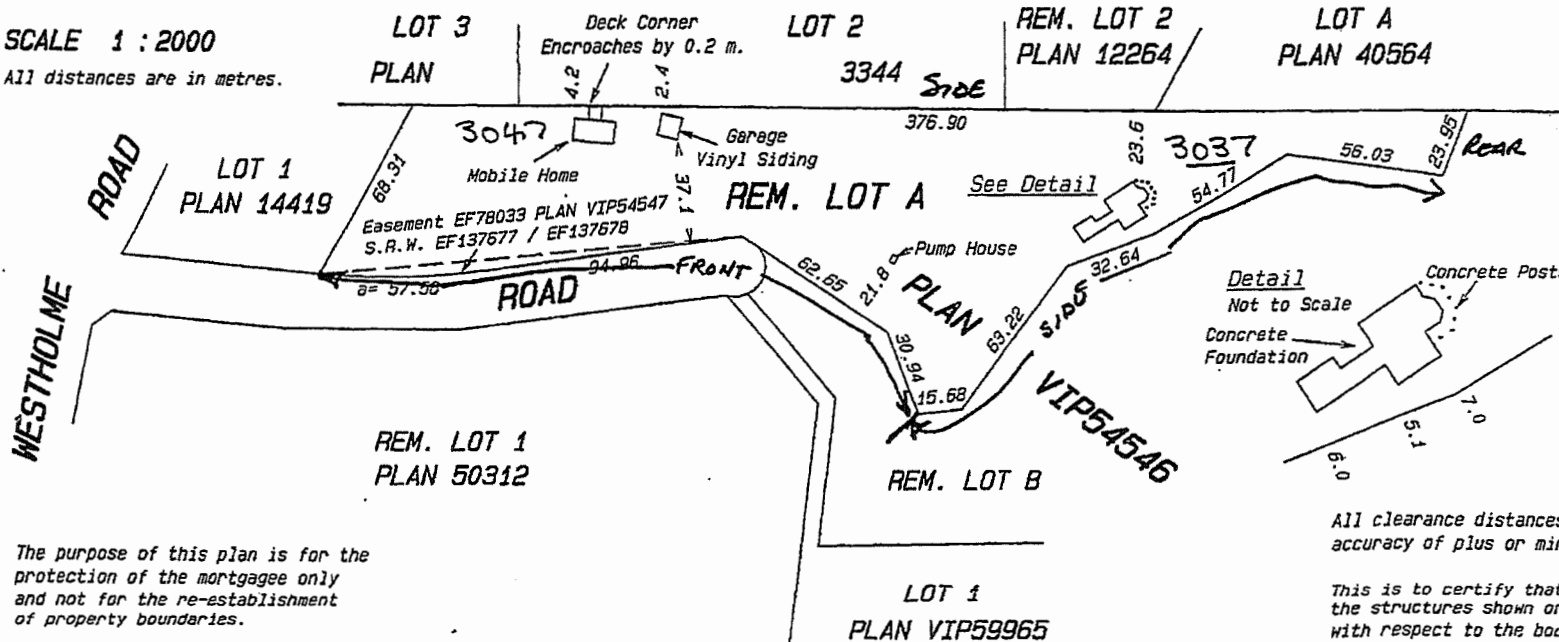 SCALE 1 : 2000
All distances are in metres.
LOT 3
PLAN
Deck Corner
Encroaches by 0.2 m.
4.2
2.4
LOT 2
3344
SIDE
REM. LOT 2
PLAN 12264
LOT A
PLAN 40564
376.90
3047
Mobile Home
Garage
Vinyl Siding
37.1
23.6
3037
56.03
23.95
REAR
ROAD
LOT 1
PLAN 14419
68.31
Easement EF78033 PLAN VIP54547
S.R.W. EF137677 / EF137678
REM. LOT A
See Detail
54.77
a= 57.50
94.96
FRONT
ROAD
62.65
21.8
Pump House
PLAN
32.64
63.22
SIDE
30.94
15.68
VIP54546
Detail
Not to Scale
Concrete Post
Concrete
Foundation
7.0
5.1
6.0
WESTHOLME
REM. LOT 1
PLAN 50312
REM. LOT B
LOT 1
PLAN VIP59965
The purpose of this plan is for the
protection of the mortgagee only
and not for the re-establishment
of property boundaries.
All clearance distances
accuracy of plus or min
This is to certify that
the structures shown or
with respect to the bou